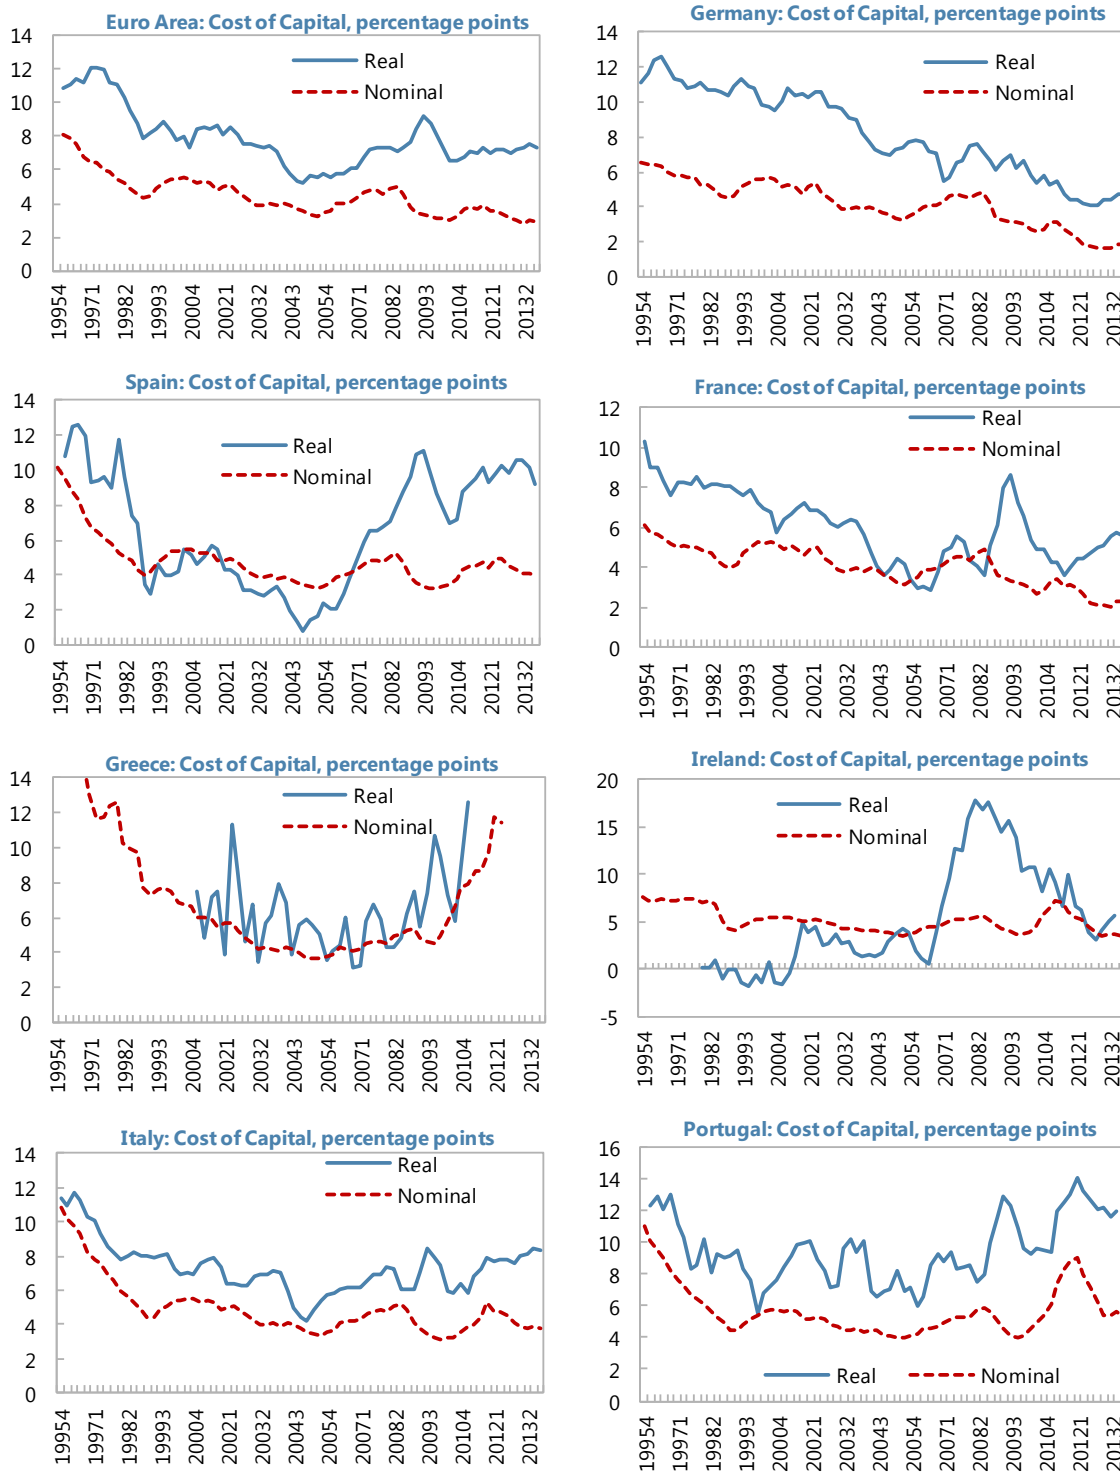 Euro Area: Cost of Capital, percentage points
14
12
10
8
6
4
2
0
Real
Nominal
19954 19971 19982 19993 20004 20021 20032 20043 20054 20071 20082 20093 20104 20121 20132
Germany: Cost of Capital, percentage points
14
12
10
8
6
4
2
0
Real
Nominal
19954 19971 19982 19993 20004 20021 20032 20043 20054 20071 20082 20093 20104 20121 20132
Spain: Cost of Capital, percentage points
14
12
10
8
6
4
2
0
Real
Nominal
19954 19971 19982 19993 20004 20021 20032 20043 20054 20071 20082 20093 20104 20121 20132
France: Cost of Capital, percentage points
12
10
8
6
4
2
0
Real
Nominal
19954 19971 19982 19993 20004 20021 20032 20043 20054 20071 20082 20093 20104 20121 20132
Greece: Cost of Capital, percentage points
14
12
10
8
6
4
2
0
Real
Nominal
19954 19971 19982 19993 20004 20021 20032 20043 20054 20071 20082 20093 20104 20121 20132
Ireland: Cost of Capital, percentage points
20
15
10
5
0
-5
Real
Nominal
19954 19971 19982 19993 20004 20021 20032 20043 20054 20071 20082 20093 20104 20121 20132
Italy: Cost of Capital, percentage points
14
12
10
8
6
4
2
0
Real
Nominal
19954 19971 19982 19993 20004 20021 20032 20043 20054 20071 20082 20093 20104 20121 20132
Portugal: Cost of Capital, percentage points
16
14
12
10
8
6
4
2
0
Real
Nominal
19954 19971 19982 19993 20004 20021 20032 20043 20054 20071 20082 20093 20104 20121 20132